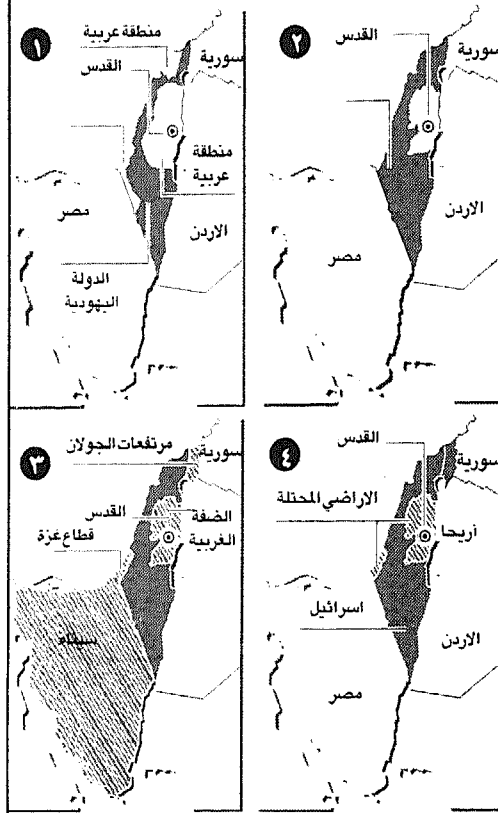 ١
منطقة عربية
سورية
القدس
منطقة
عربية
مصر
الاردن
الدولة
اليهودية
٢
القدس
سورية
الاردن
مصر
٣
مرتفعات الجولان
سورية
القدس
الضفة
الغربية
قطاع غزة
سيناء
٤
القدس
سورية
الاراضي المحتلة
أريحا
اسرائيل
الاردن
مصر